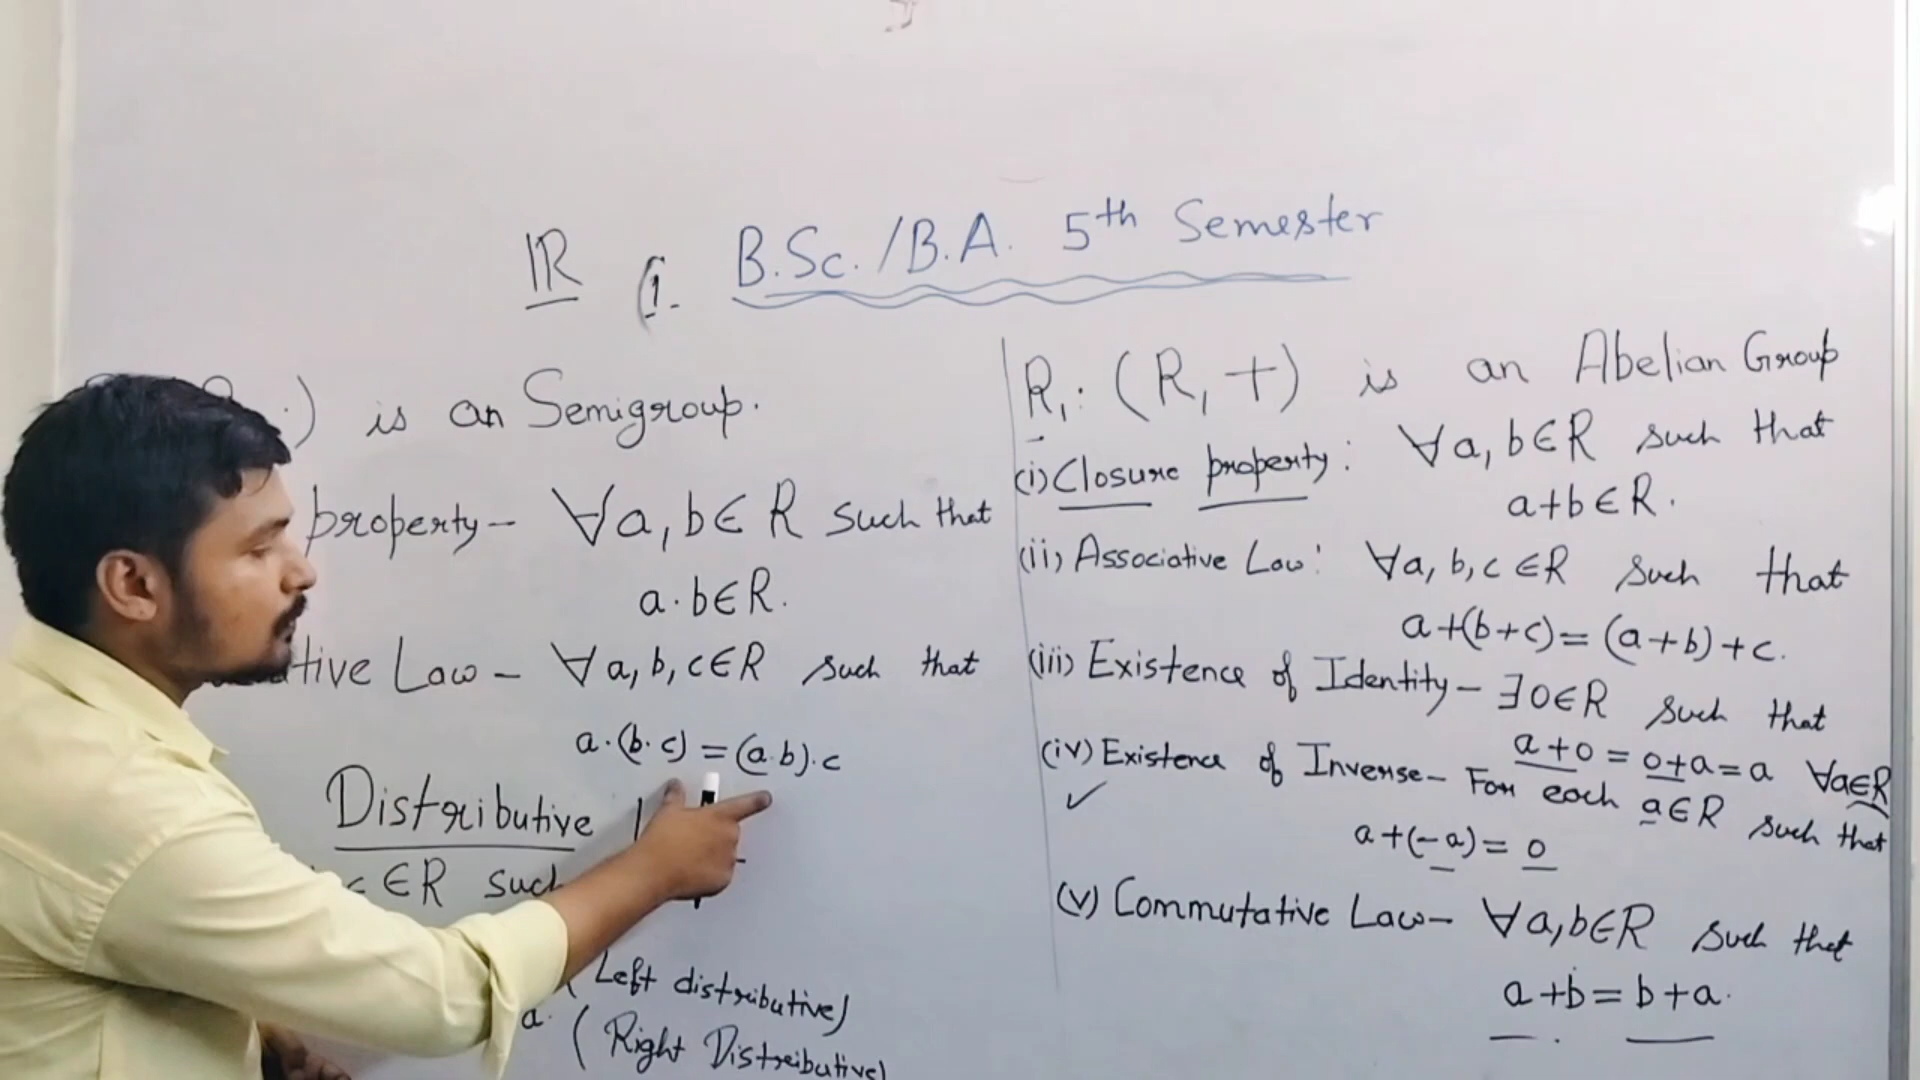 IR (1. B.Sc./B.A. 5th Semester
·) is an Semigroup.
property- ∀a, b∈R such that
a·b∈R.
tive Law - ∀a, b, c∈R such that
a·(b·c) = (a·b)·c
Distributive
c ∈R such
(Left distributive)
a· (Right Distributive)
R₁: (R, +) is an Abelian Group
(i) Closure property: ∀a, b∈R such that
a+b∈R.
(ii) Associative Law: ∀a, b, c ∈R such that
a+(b+c) = (a+b)+c.
(iii) Existence of Identity- ∃0∈R such that
a+0 = 0+a=a ∀a∈R
(iv) Existence of Inverse- For each a∈R such that
✓ a+(-a) = 0
(v) Commutative Law- ∀a,b∈R such that
a+b = b+a.